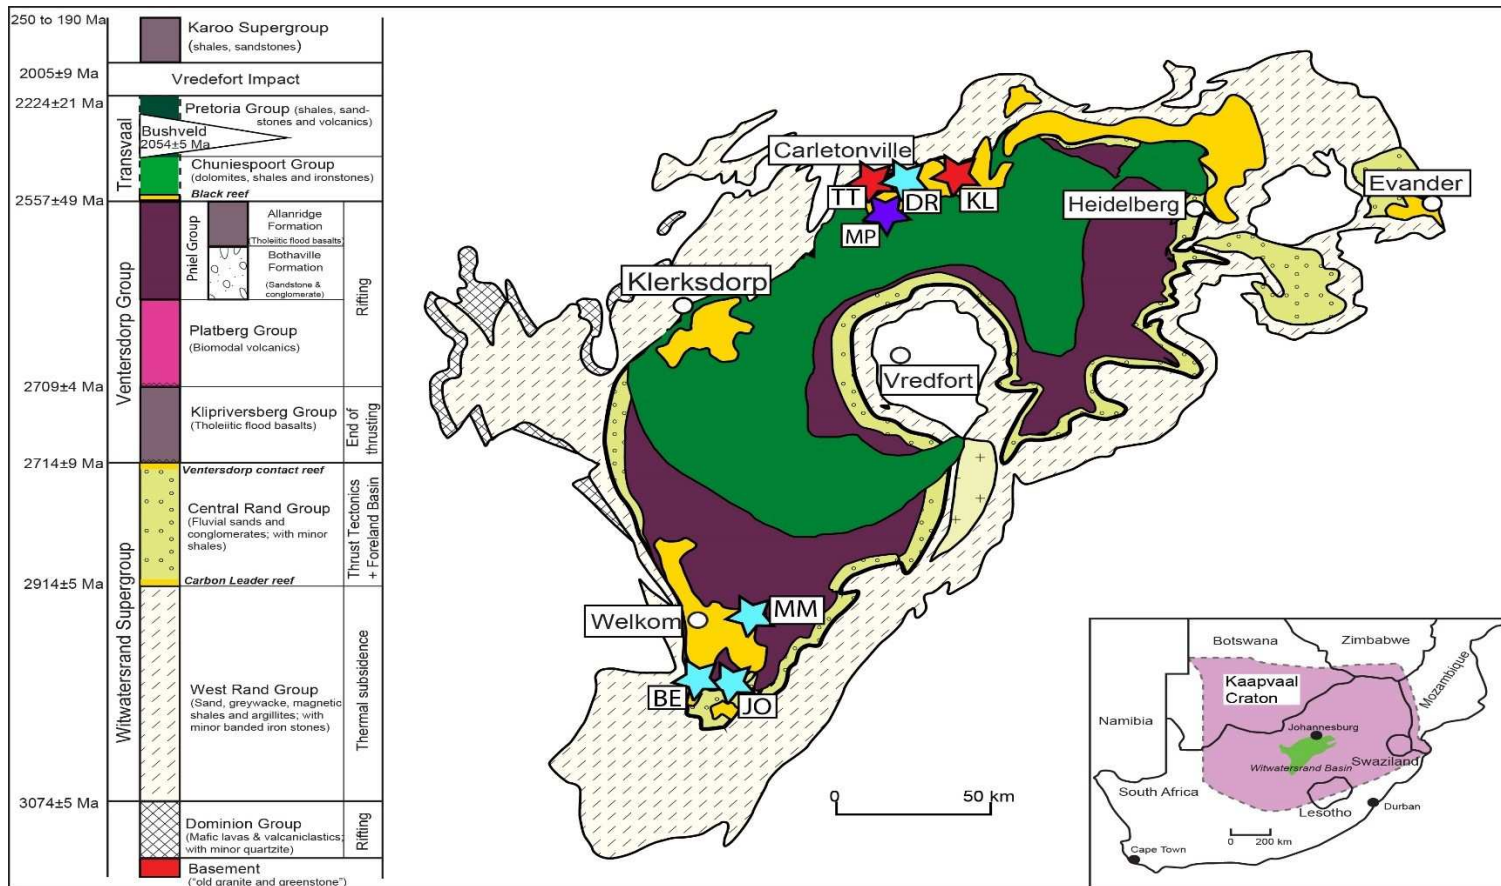 250 to 190 Ma
Karoo Supergroup
(shales, sandstones)
2005±9 Ma
Vredefort Impact
2224±21 Ma
Transvaal
Pretoria Group (shales, sand-
stones and volcanics)
Bushveld
2054±5 Ma
Chuniespoort Group
(dolomites, shales and ironstones)
Black reef
2557±49 Ma
Ventersdorp Group
Pniel Group
Allanridge
Formation
(Tholeiitic flood basalts)
Bothaville
Formation
(Sandstone &
conglomerate)
Rifting
Platberg Group
(Biomodal volcanics)
2709±4 Ma
Klipriversberg Group
(Tholeiitic flood basalts)
End of
thrusting
2714±9 Ma
Ventersdorp contact reef
Witwatersrand Supergroup
Central Rand Group
(Fluvial sands and
conglomerates; with minor
shales)
Thrust Tectonics
+ Foreland Basin
Carbon Leader reef
2914±5 Ma
West Rand Group
(Sand, greywacke, magnetic
shales and argillites; with
minor banded iron stones)
Thermal subsidence
3074±5 Ma
Dominion Group
(Mafic lavas & valcaniclastics;
with minor quartzite)
Rifting
Basement
("old granite and greenstone")
Carletonville
TT
DR
KL
MP
Heidelberg
Evander
Klerksdorp
Vredfort
Welkom
MM
BE
JO
0 50 km
Botswana
Zimbabwe
Mozambique
Kaapvaal
Craton
Namibia
Johannesburg
Witwatersrand Basin
Swaziland
South Africa
Lesotho
Durban
0 200 km
Cape Town